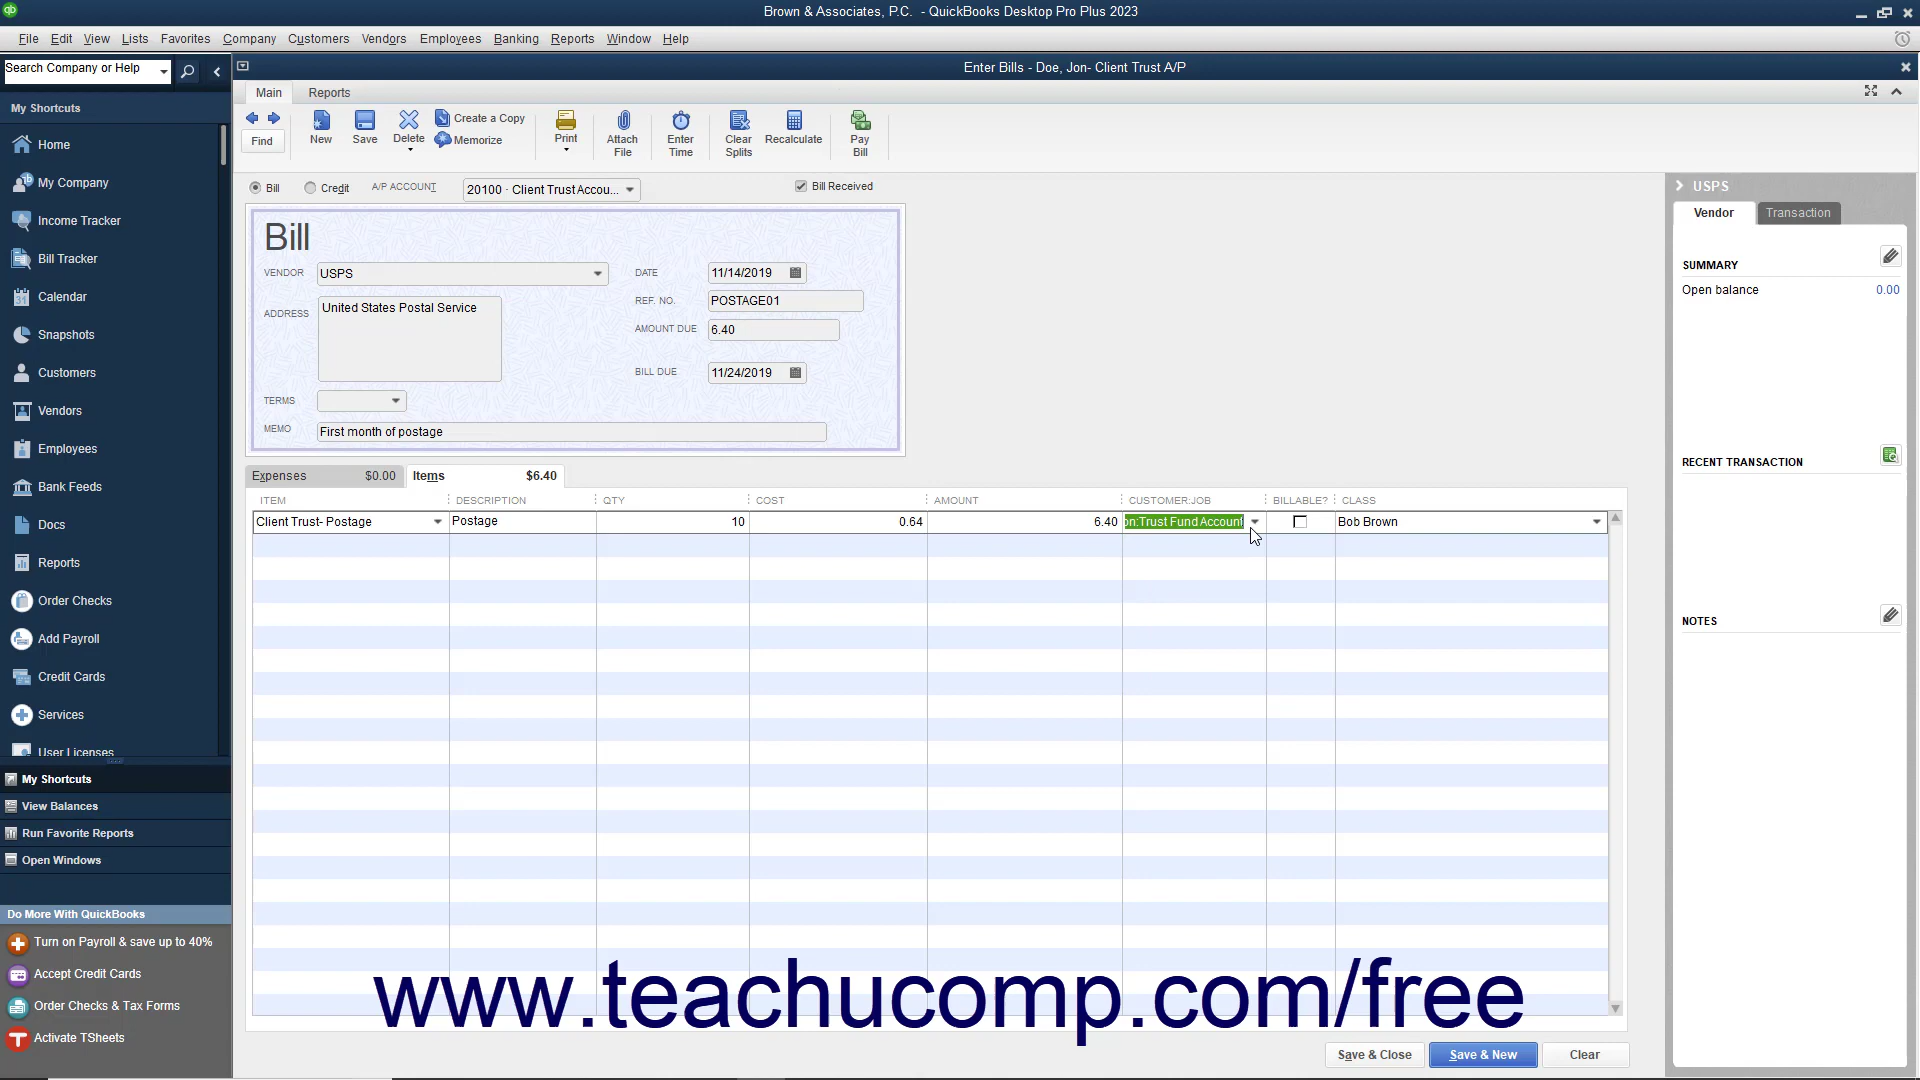 Brown & Associates, P.C. - QuickBooks Desktop Pro Plus 2023
File Edit View Lists Favorites Company Customers Vendors Employees Banking Reports Window Help
Search Company or Help
Enter Bills - Doe, Jon- Client Trust A/P
My Shortcuts
Home
My Company
Income Tracker
Bill Tracker
Calendar
Snapshots
Customers
Vendors
Employees
Bank Feeds
Docs
Reports
Order Checks
Add Payroll
Credit Cards
Services
User Licenses
My Shortcuts
View Balances
Run Favorite Reports
Open Windows
Do More With QuickBooks
Turn on Payroll & save up to 40%
Accept Credit Cards
Order Checks & Tax Forms
Activate TSheets
Main Reports
Find
New
Save
Delete
Create a Copy
Memorize
Print
Attach
File
Enter
Time
Clear
Splits
Recalculate
Pay
Bill
Bill Credit A/P ACCOUNT 20100 · Client Trust Accou... Bill Received
Bill
VENDOR USPS DATE 11/14/2019
ADDRESS United States Postal Service REF. NO. POSTAGE01
AMOUNT DUE 6.40
BILL DUE 11/24/2019
TERMS
MEMO First month of postage
Expenses $0.00 Items $6.40
ITEM DESCRIPTION QTY COST AMOUNT CUSTOMER:JOB BILLABLE? CLASS
Client Trust- Postage Postage 10 0.64 6.40 on:Trust Fund Account Bob Brown
www.teachucomp.com/free
Save & Close Save & New Clear
USPS
Vendor Transaction
SUMMARY
Open balance 0.00
RECENT TRANSACTION
NOTES